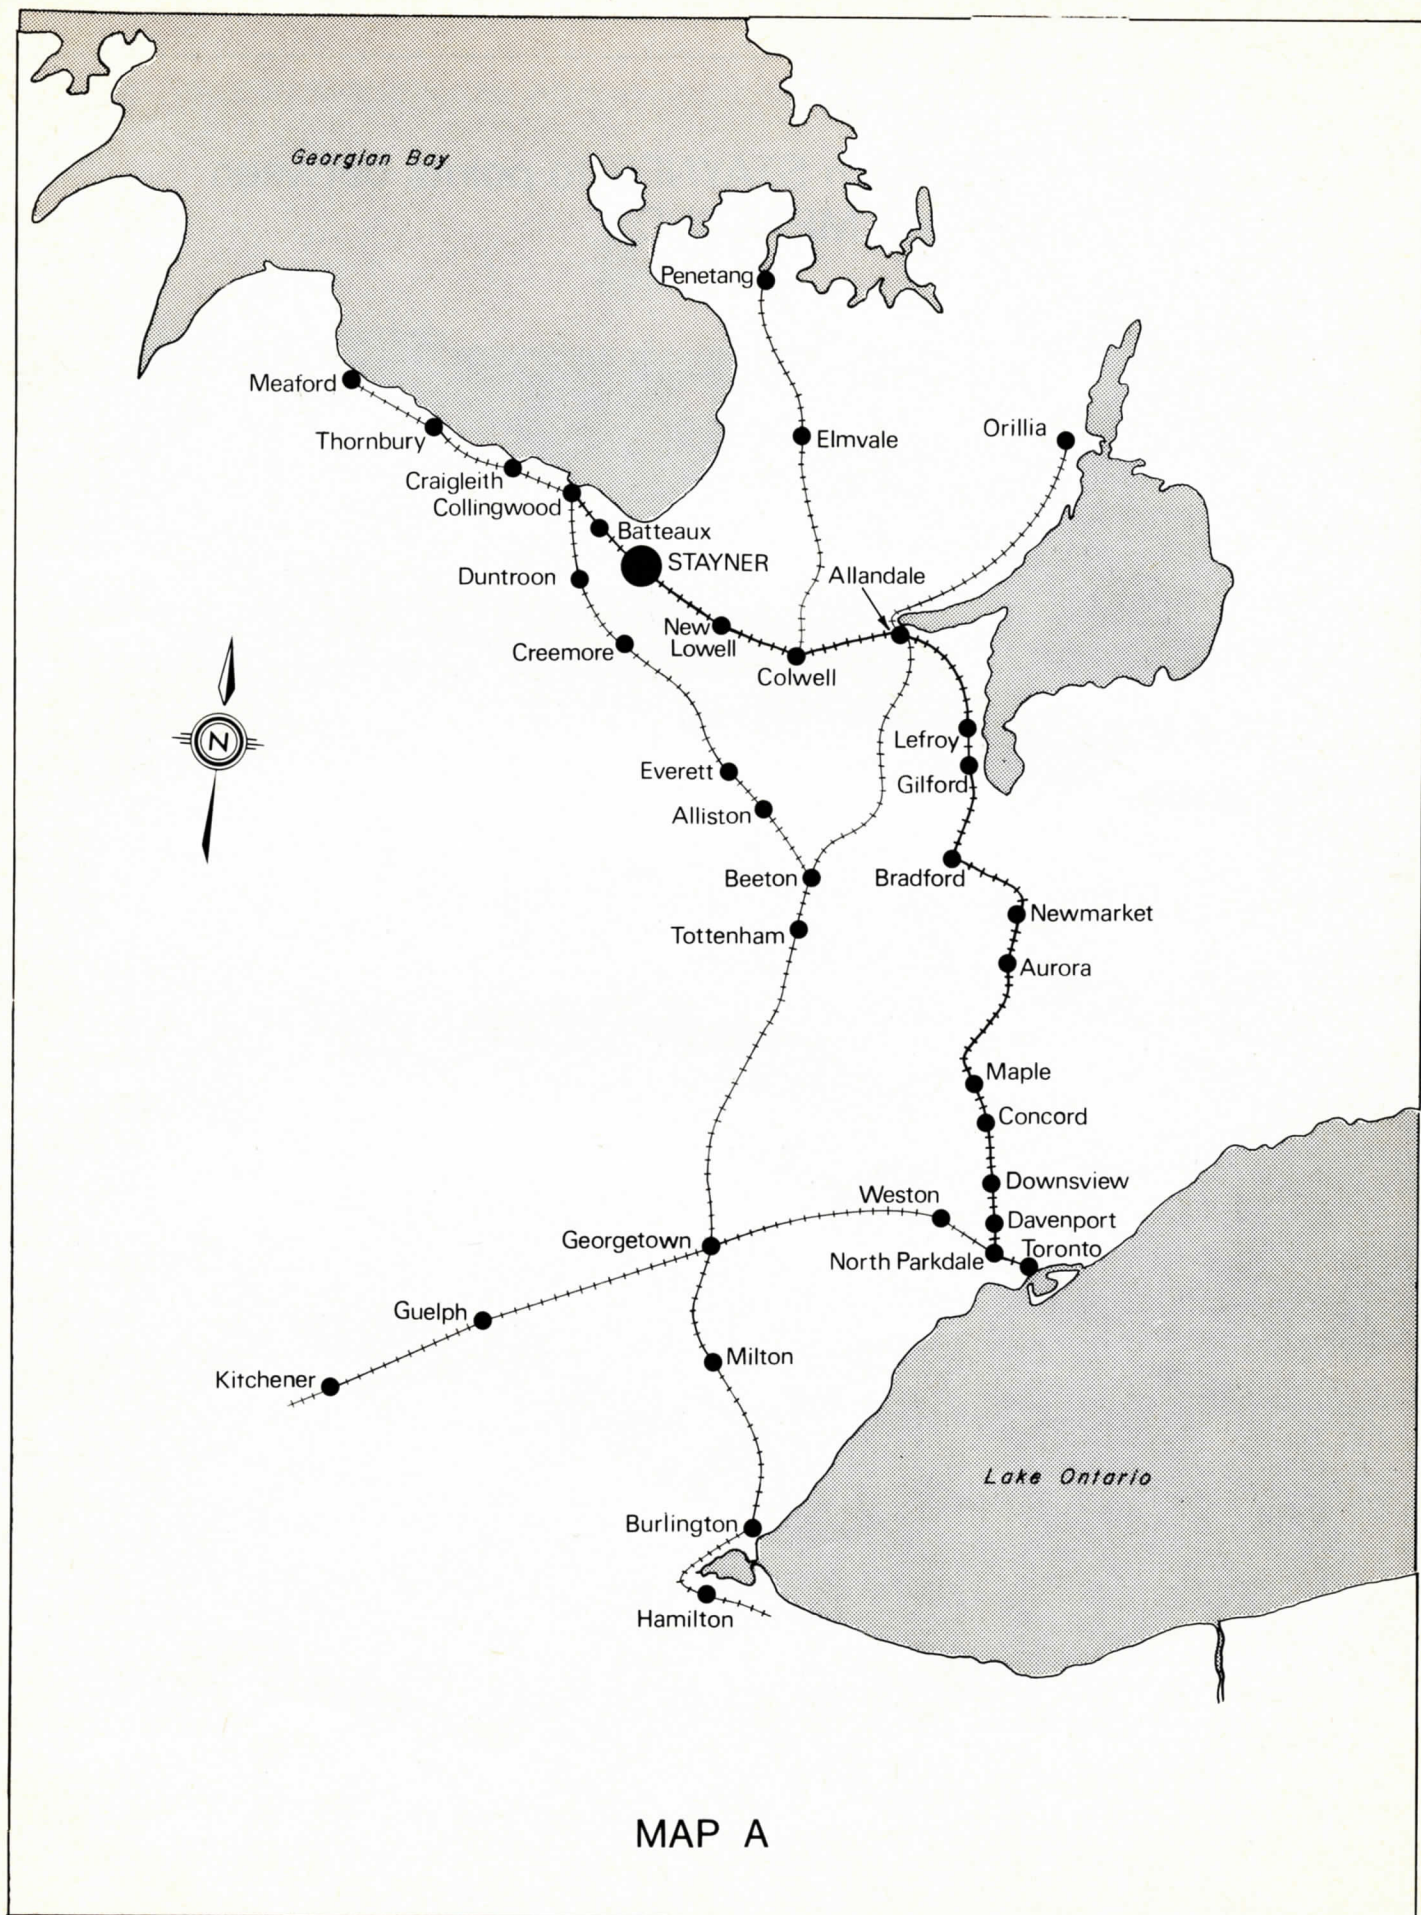 Georgian Bay
Penetang
Meaford
Thornbury
Craigleith
Collingwood
Batteaux
STAYNER
Duntroon
Creemore
New
Lowell
Colwell
Elmvale
Orillia
Allandale
Lefroy
Gilford
Everett
Alliston
Beeton
Bradford
Tottenham
Newmarket
Aurora
Maple
Concord
Downsview
Weston
Davenport
Georgetown
North Parkdale
Toronto
Guelph
Milton
Kitchener
Lake Ontario
Burlington
Hamilton
N
MAP A